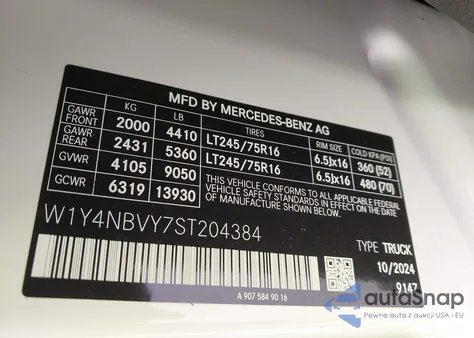 MFD BY MERCEDES-BENZ AG
KG LB TIRES RIM SIZE COLD KPA (PSI)
GAWR FRONT 2000 4410 LT245/75R16 6.5Jx16 360 (52)
GAWR REAR 2431 5360 LT245/75R16 6.5Jx16 480 (70)
GVWR 4105 9050 THIS VEHICLE CONFORMS TO ALL APPLICABLE FEDERAL
GCWR 6319 13930 MOTOR VEHICLE SAFETY STANDARDS IN EFFECT ON THE
DATE OF MANUFACTURE SHOWN ABOVE.
W1Y4NBVY7ST204384
TYPE TRUCK
10/2024
A 907 584 90 16
9147
autasnap
Pewne auta z aukcji USA i EU